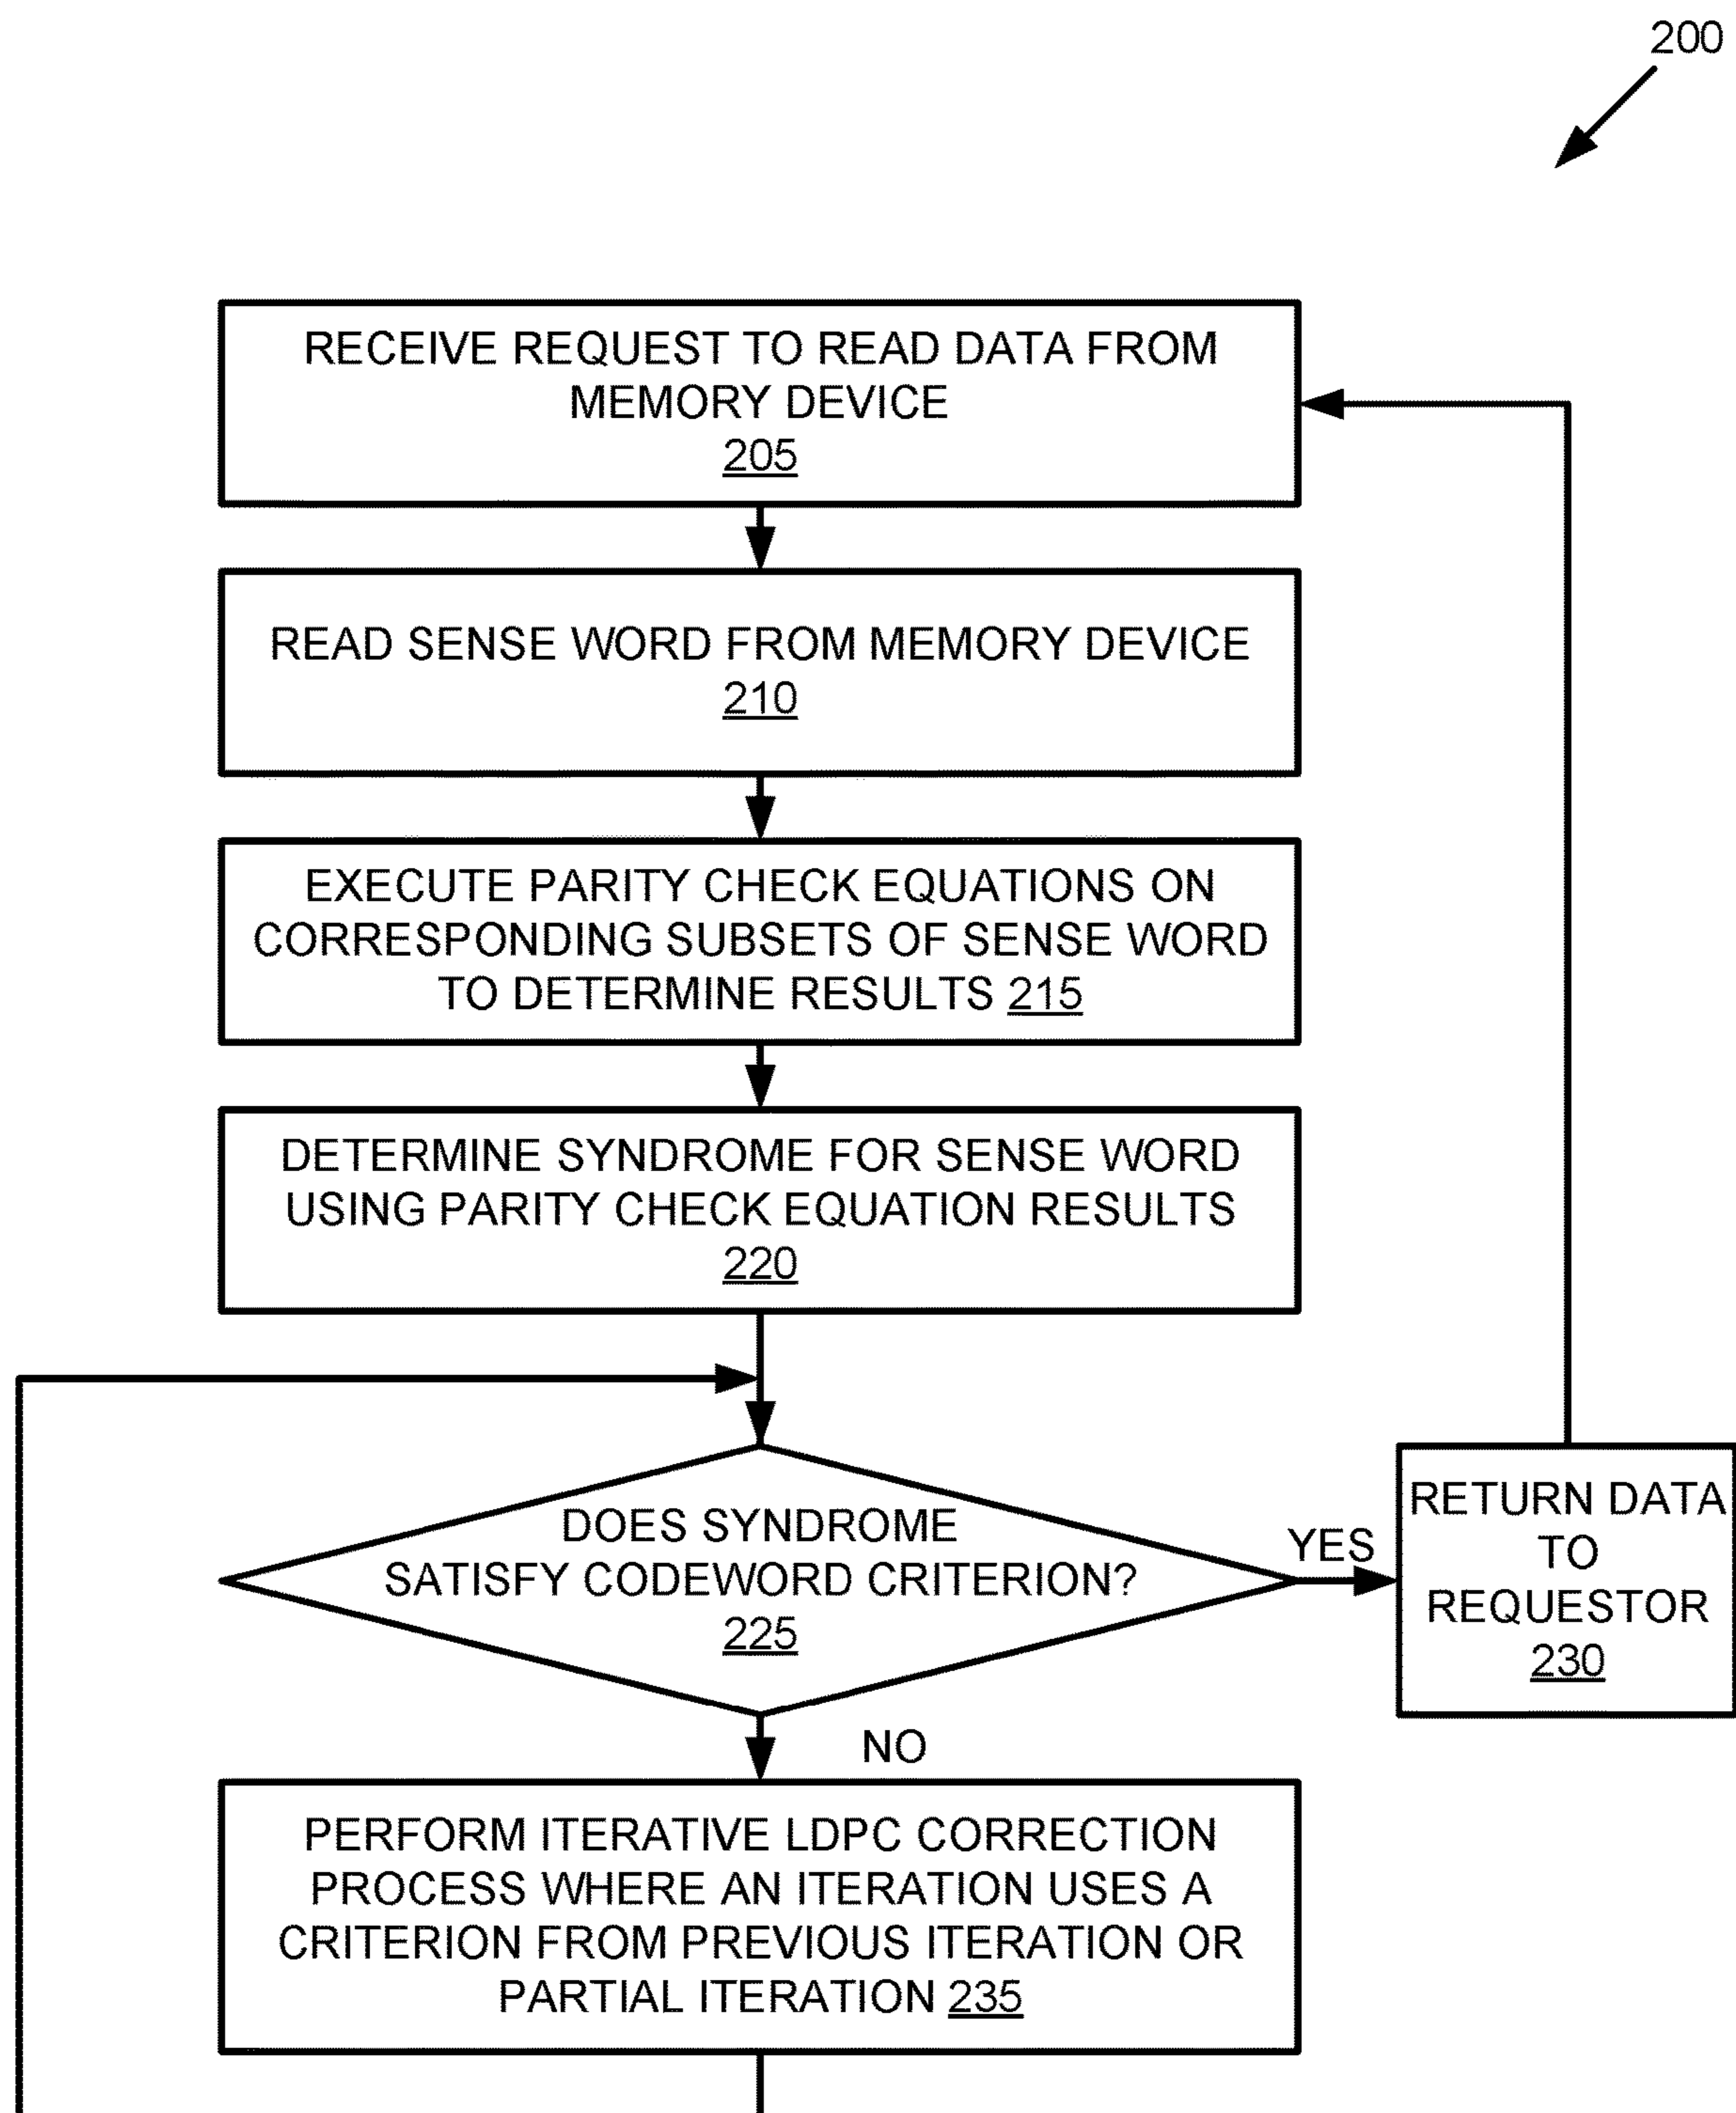 200
RECEIVE REQUEST TO READ DATA FROM
MEMORY DEVICE
205
READ SENSE WORD FROM MEMORY DEVICE
210
EXECUTE PARITY CHECK EQUATIONS ON
CORRESPONDING SUBSETS OF SENSE WORD
TO DETERMINE RESULTS 215
DETERMINE SYNDROME FOR SENSE WORD
USING PARITY CHECK EQUATION RESULTS
220
DOES SYNDROME
SATISFY CODEWORD CRITERION?
225
YES
RETURN DATA
TO
REQUESTOR
230
NO
PERFORM ITERATIVE LDPC CORRECTION
PROCESS WHERE AN ITERATION USES A
CRITERION FROM PREVIOUS ITERATION OR
PARTIAL ITERATION 235